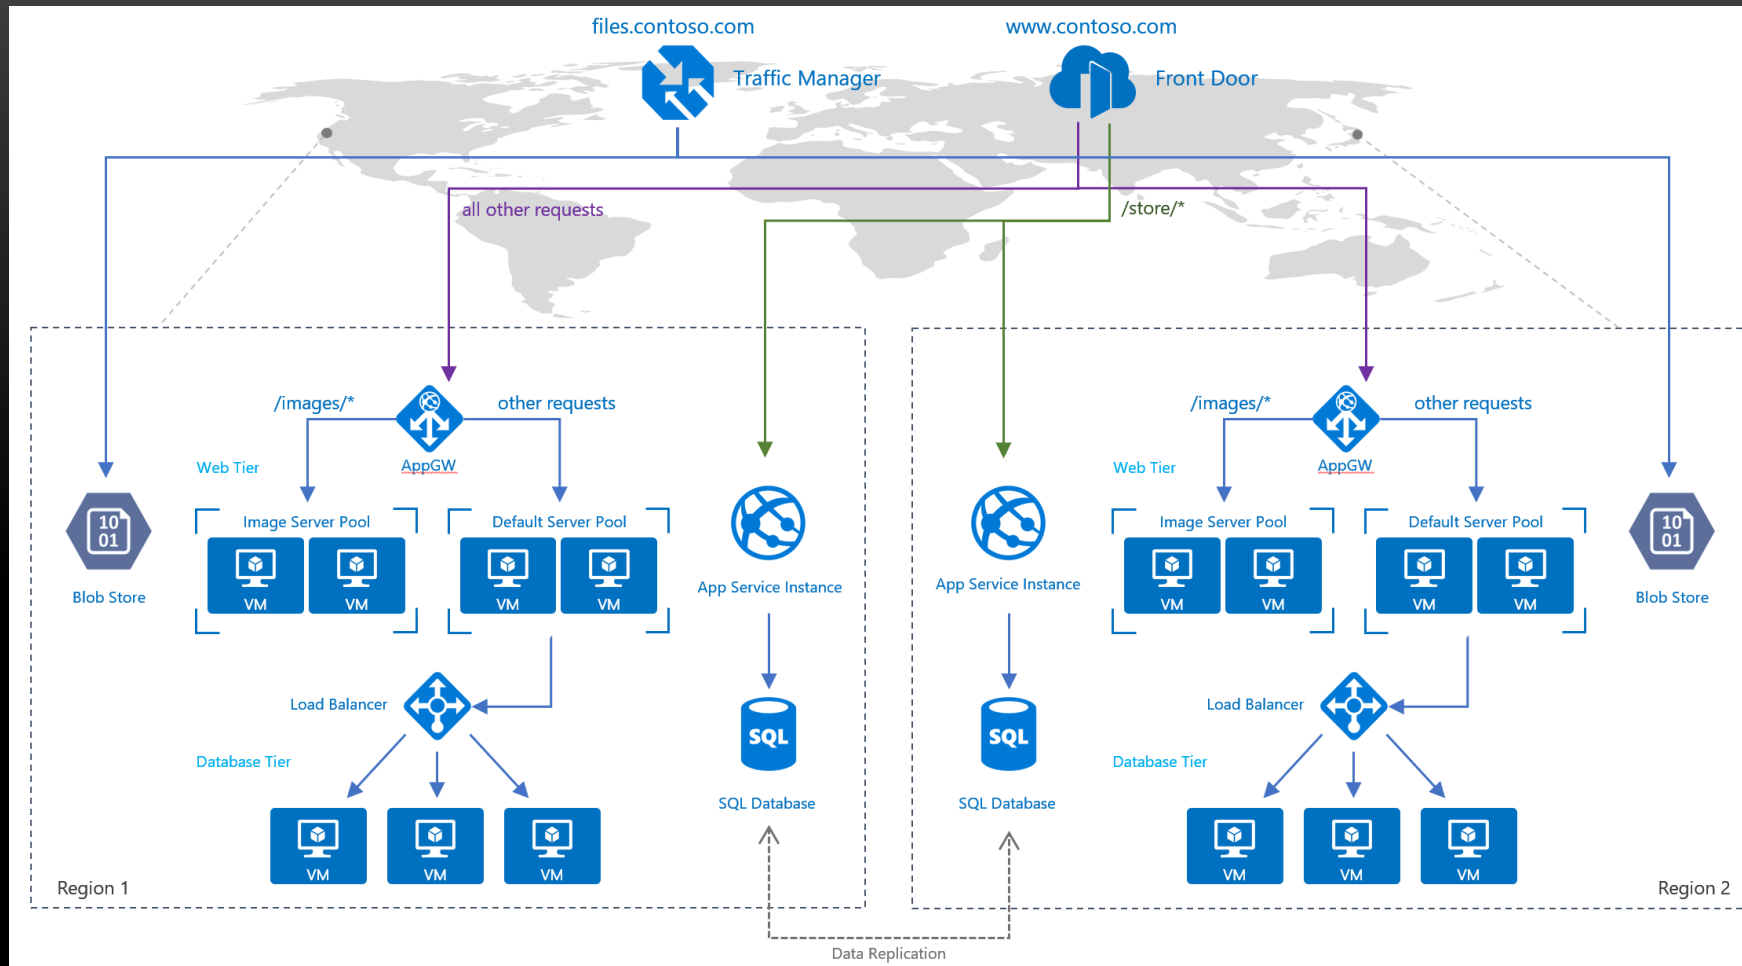 files.contoso.com
www.contoso.com
Traffic Manager
Front Door
all other requests
/store/*
/images/*
other requests
AppGW
Web Tier
Image Server Pool
Default Server Pool
VM
VM
VM
VM
10
01
Blob Store
App Service Instance
Load Balancer
SQL
Database Tier
SQL Database
VM
VM
VM
Region 1
/images/*
other requests
AppGW
Web Tier
Image Server Pool
Default Server Pool
VM
VM
VM
VM
10
01
Blob Store
App Service Instance
Load Balancer
SQL
Database Tier
SQL Database
VM
VM
VM
Region 2
Data Replication